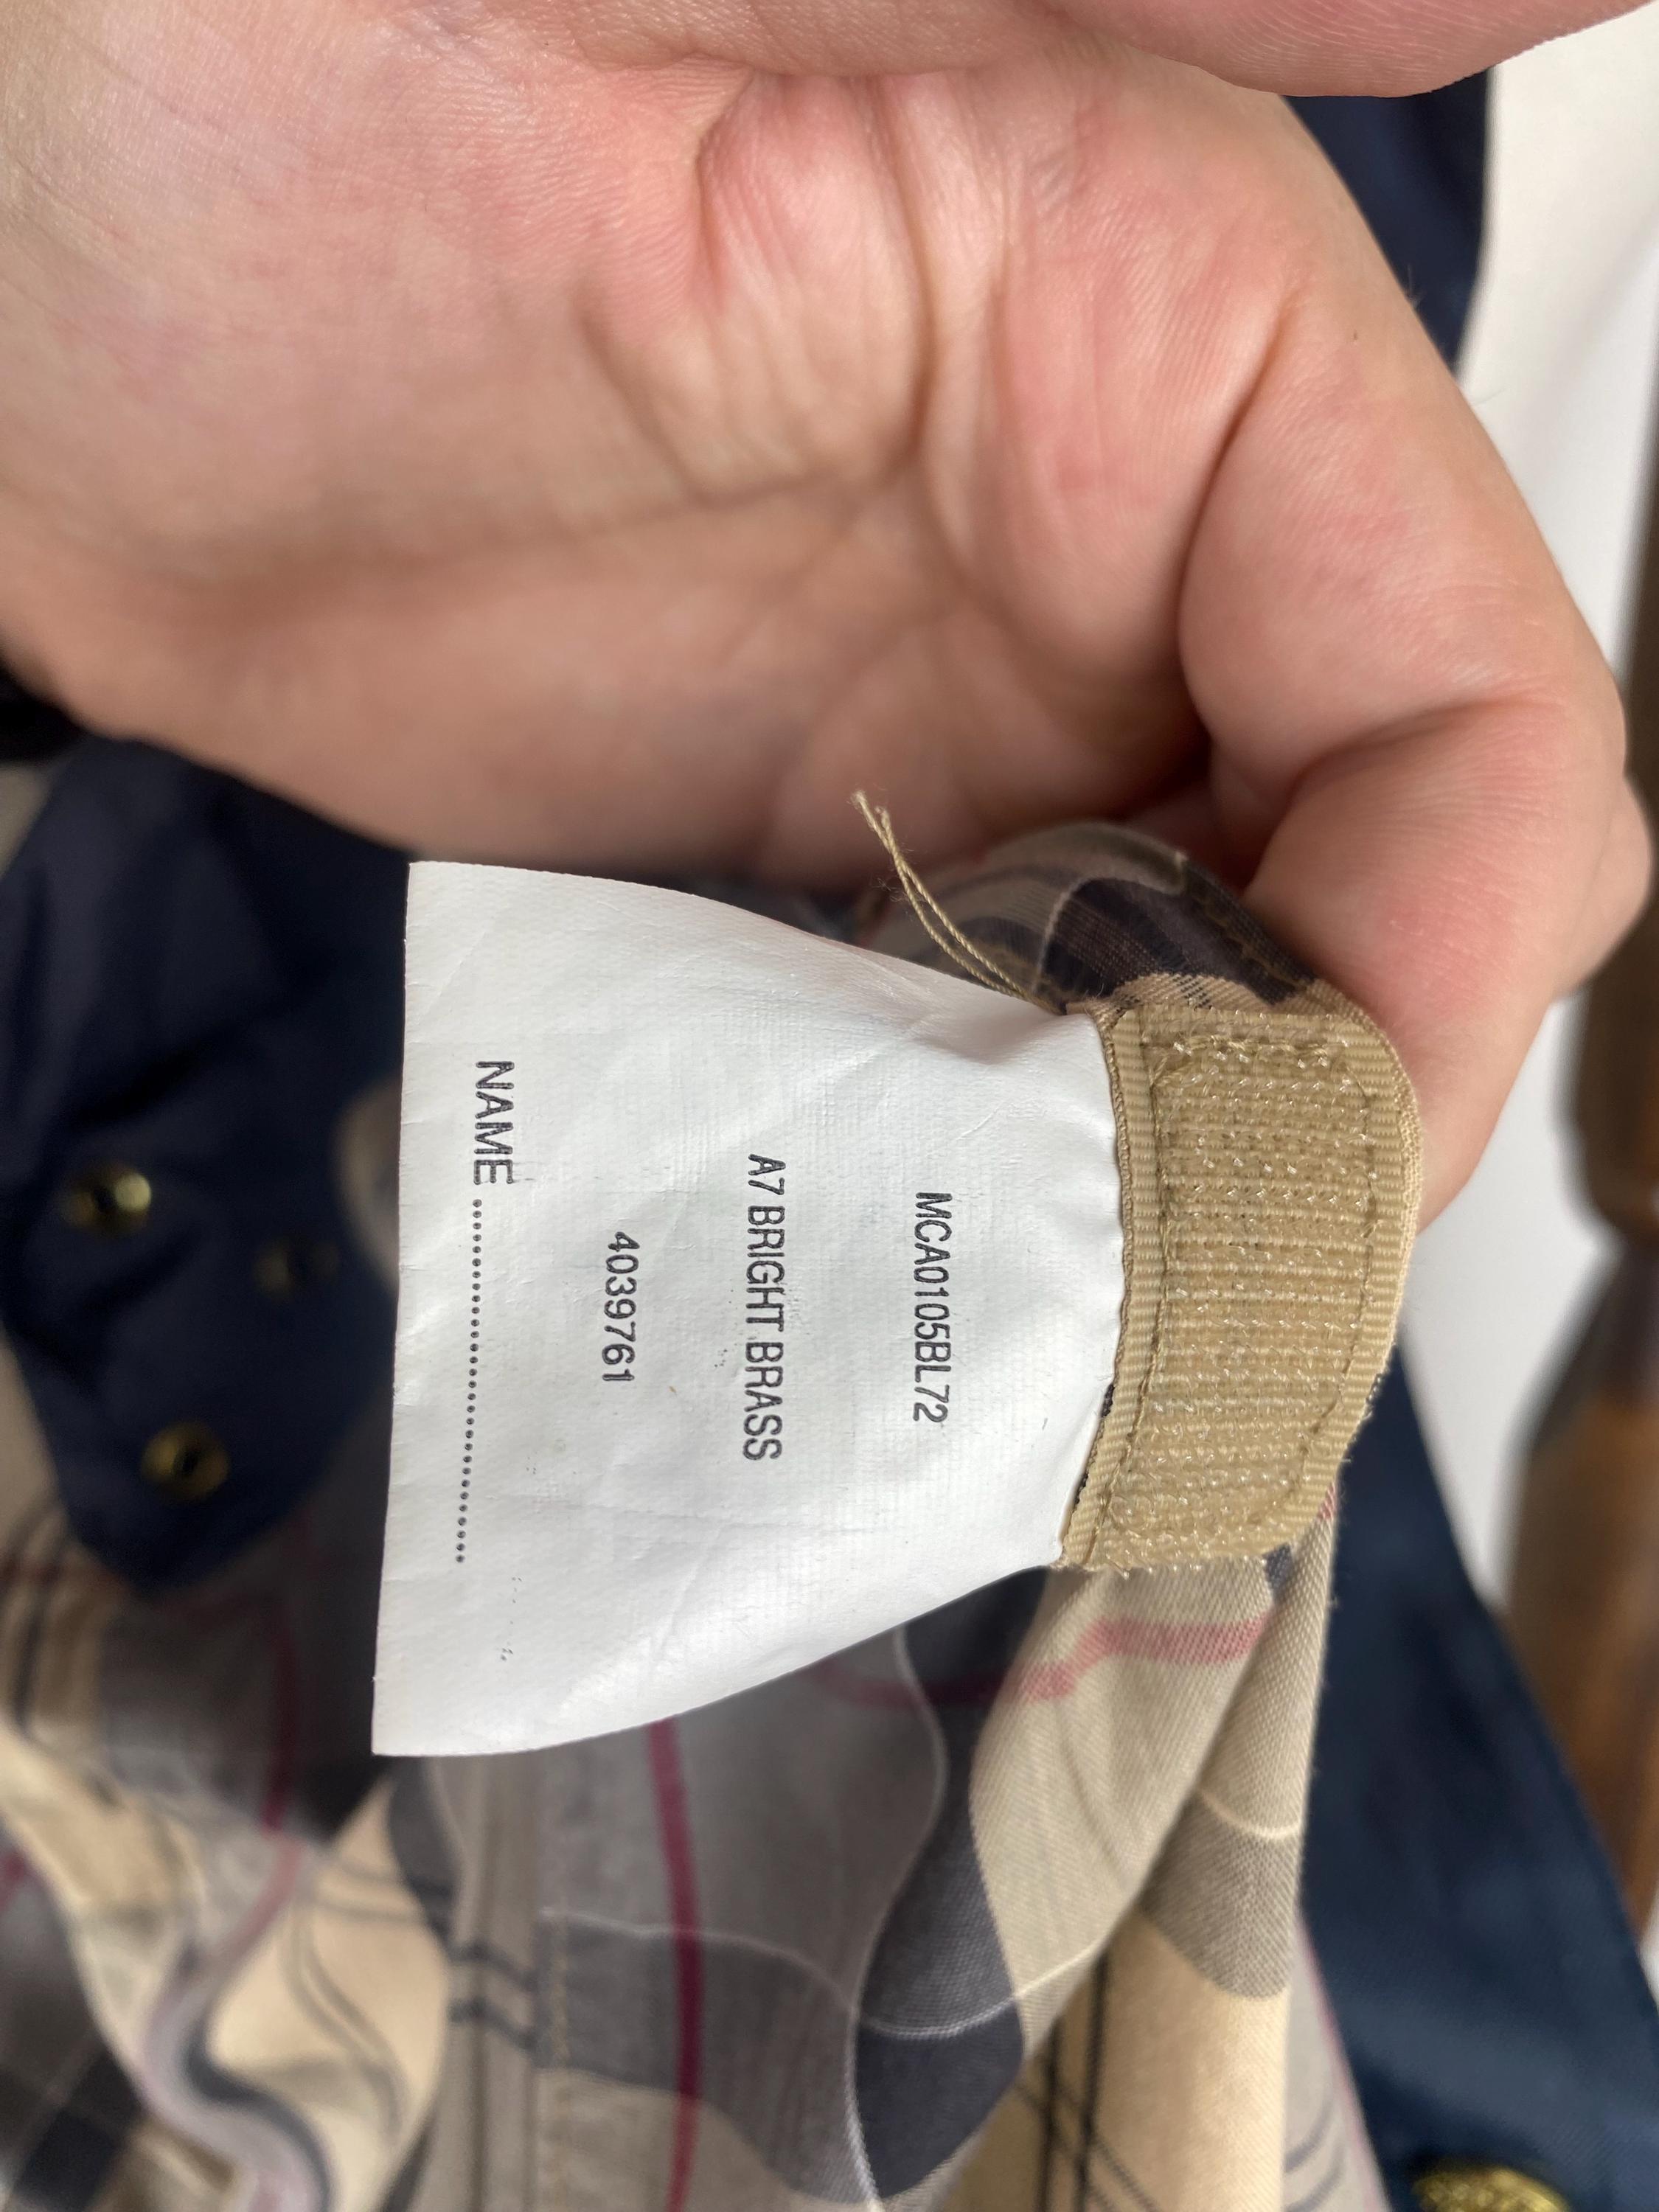 MCA0105BL72
A7 BRIGHT BRASS
4039761
NAME ........................................